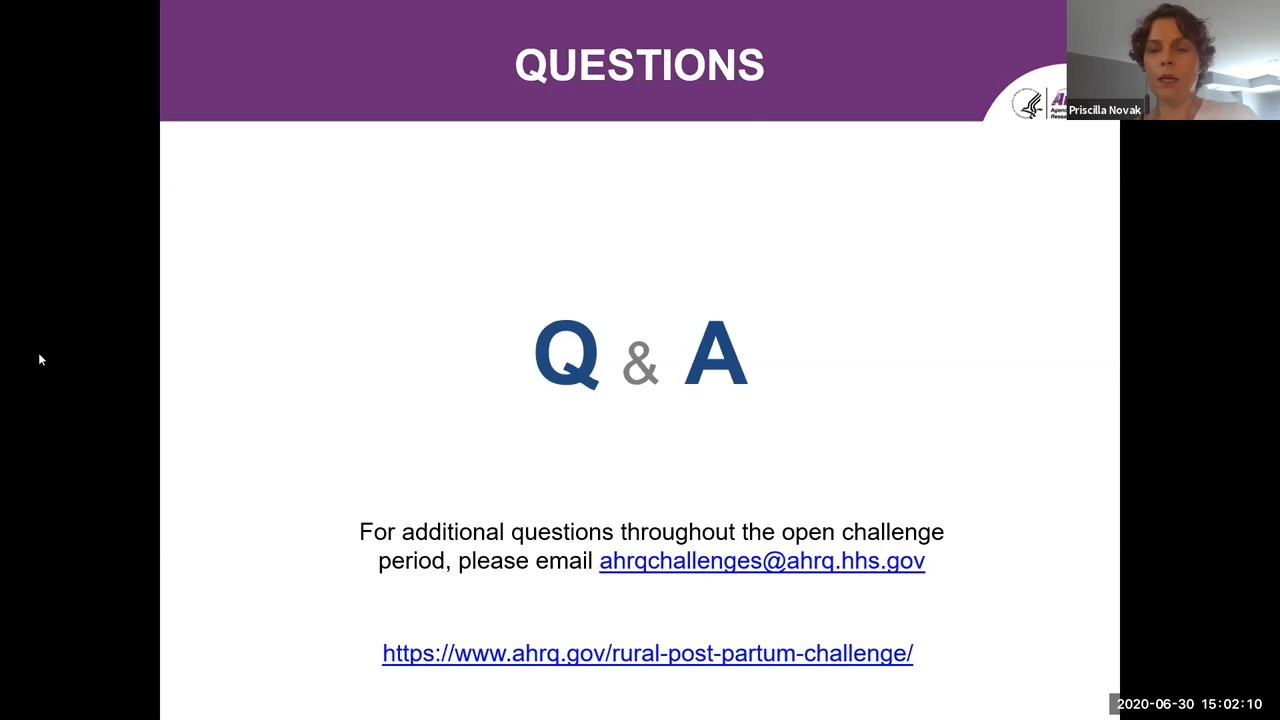 QUESTIONS
Priscilla Novak
Q & A
For additional questions throughout the open challenge
period, please email ahrqchallenges@ahrq.hhs.gov
https://www.ahrq.gov/rural-post-partum-challenge/
2020-06-30 15:02:10